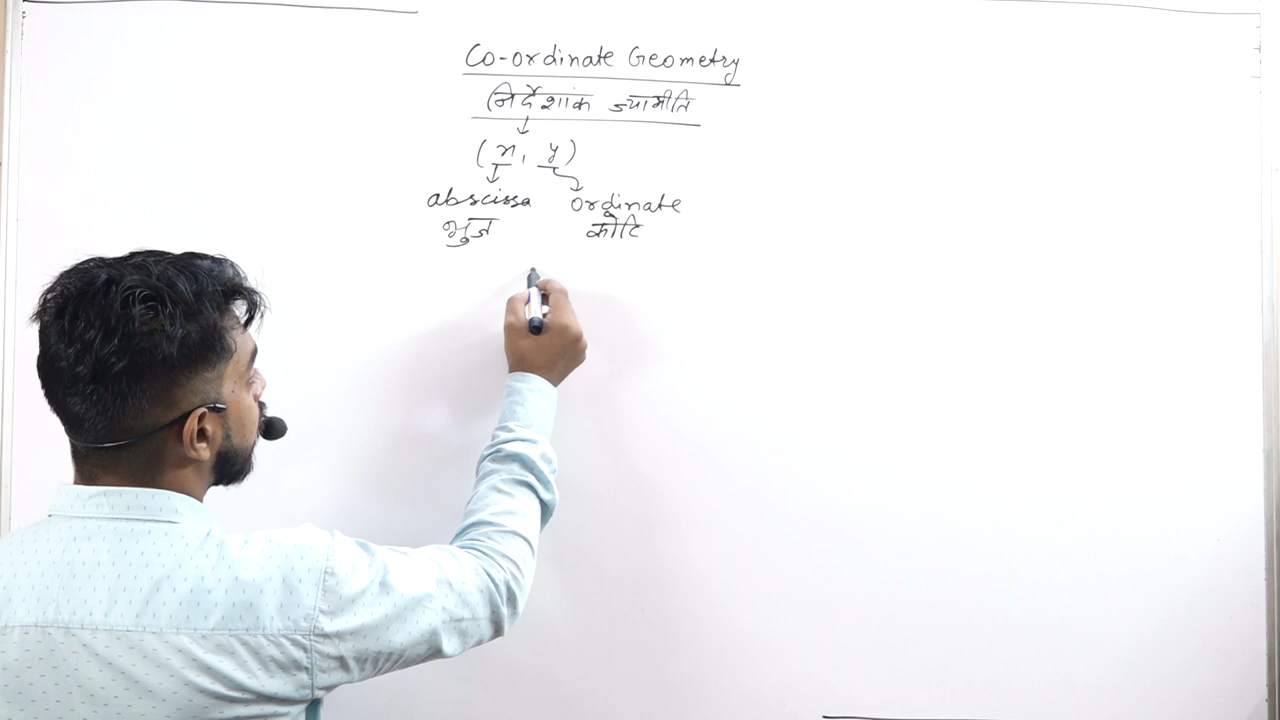 Co-ordinate Geometry
निर्देशांक ज्यामीति
(x, y)
abscissa ordinate
भुज कोटि